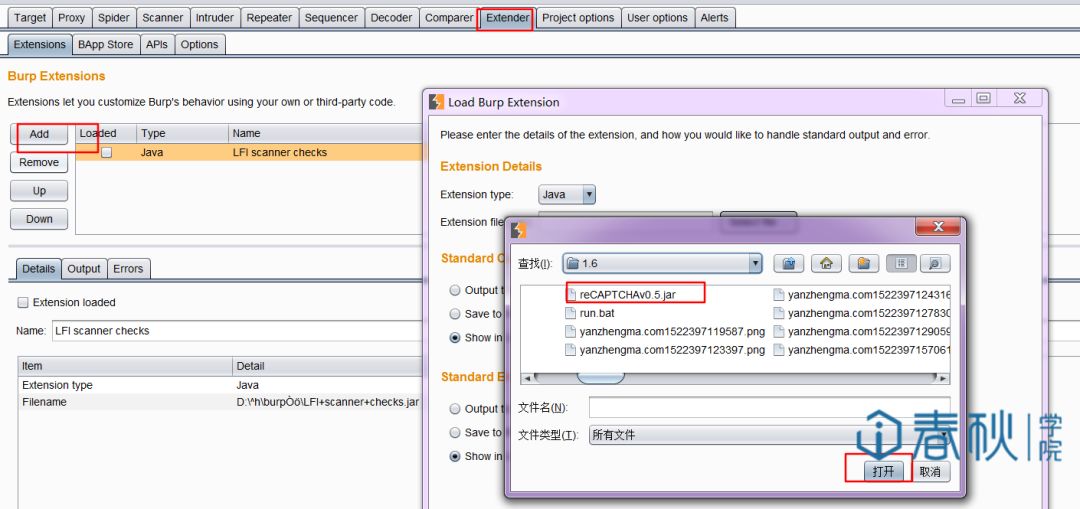 Target Proxy Spider Scanner Intruder Repeater Sequencer Decoder Comparer Extender Project options User options Alerts
Extensions BApp Store APIs Options
Burp Extensions
Extensions let you customize Burp's behavior using your own or third-party code.
Add
Remove
Up
Down
Loaded Type Name
Java LFI scanner checks
Details Output Errors
Extension loaded
Name: LFI scanner checks
Item Detail
Extension type Java
Filename D:\^h\burpÒö\LFI+scanner+checks.jar
Load Burp Extension
Please enter the details of the extension, and how you would like to handle standard output and error.
Extension Details
Extension type: Java
Extension file
Standard O
Output t
Save to
Show in
Standard E
Output t
Save to
Show in
查找(I): 1.6
reCAPTCHAv0.5.jar
run.bat
yanzhengma.com1522397119587.png
yanzhengma.com1522397123397.png
yanzhengma.com1522397124316
yanzhengma.com1522397127830
yanzhengma.com1522397129059
yanzhengma.com1522397157061
文件名(N):
文件类型(T): 所有文件
打开 取消
i春秋 学院